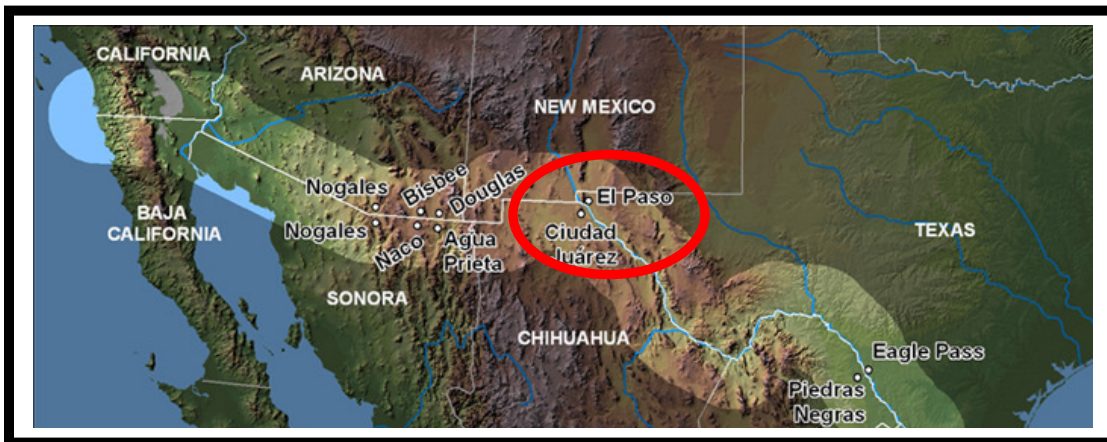 CALIFORNIA
ARIZONA
NEW MEXICO
Nogales
Bisbee
Douglas
El Paso
BAJA
CALIFORNIA
Nogales
Naco
Agua
Prieta
Ciudad
Juárez
TEXAS
SONORA
CHIHUAHUA
Eagle Pass
Piedras
Negras